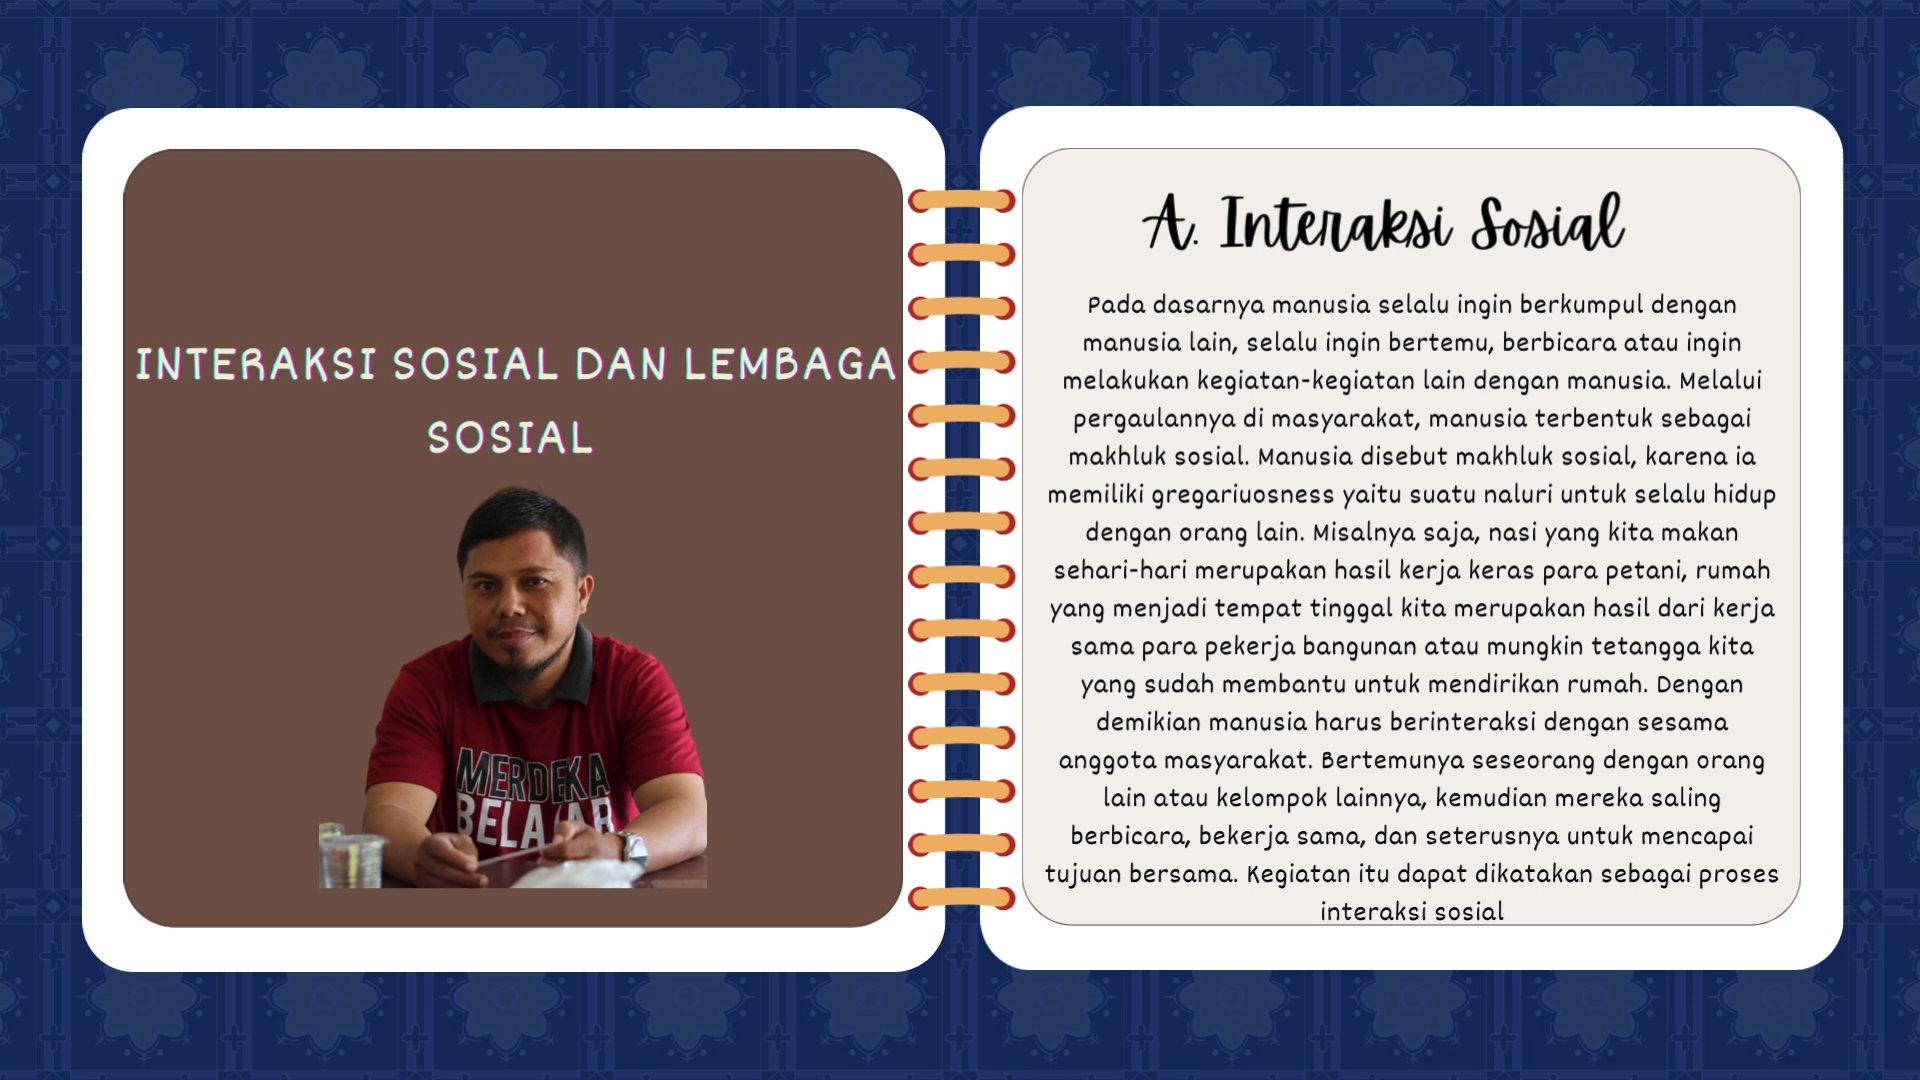 INTERAKSI SOSIAL DAN LEMBAGA
SOSIAL
MERDEKA
BELAJAR
A. Interaksi Sosial
Pada dasarnya manusia selalu ingin berkumpul dengan
manusia lain, selalu ingin bertemu, berbicara atau ingin
melakukan kegiatan-kegiatan lain dengan manusia. Melalui
pergaulannya di masyarakat, manusia terbentuk sebagai
makhluk sosial. Manusia disebut makhluk sosial, karena ia
memiliki gregariuosness yaitu suatu naluri untuk selalu hidup
dengan orang lain. Misalnya saja, nasi yang kita makan
sehari-hari merupakan hasil kerja keras para petani, rumah
yang menjadi tempat tinggal kita merupakan hasil dari kerja
sama para pekerja bangunan atau mungkin tetangga kita
yang sudah membantu untuk mendirikan rumah. Dengan
demikian manusia harus berinteraksi dengan sesama
anggota masyarakat. Bertemunya seseorang dengan orang
lain atau kelompok lainnya, kemudian mereka saling
berbicara, bekerja sama, dan seterusnya untuk mencapai
tujuan bersama. Kegiatan itu dapat dikatakan sebagai proses
interaksi sosial